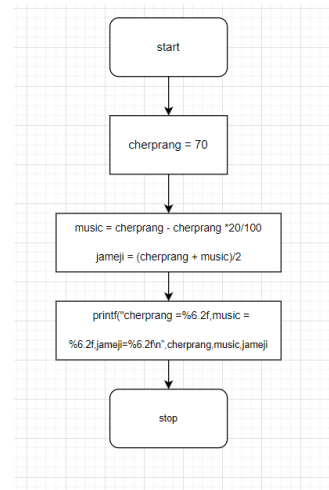 start
cherprang = 70
music = cherprang - cherprang *20/100
jameji = (cherprang + music)/2
printf("cherprang =%6.2f,music =
%6.2f,jameji=%6.2f\n",cherprang,music,jameji
stop